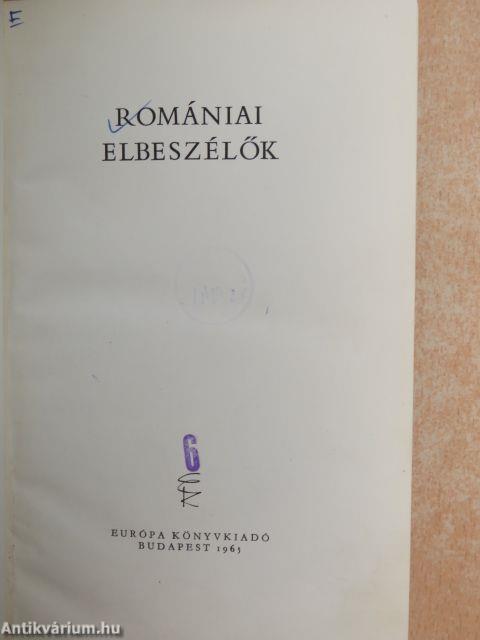 E
ROMÁNIAI
ELBESZÉLŐK
6
EURÓPA KÖNYVKIADÓ
BUDAPEST 1965
Antikvárium.hu